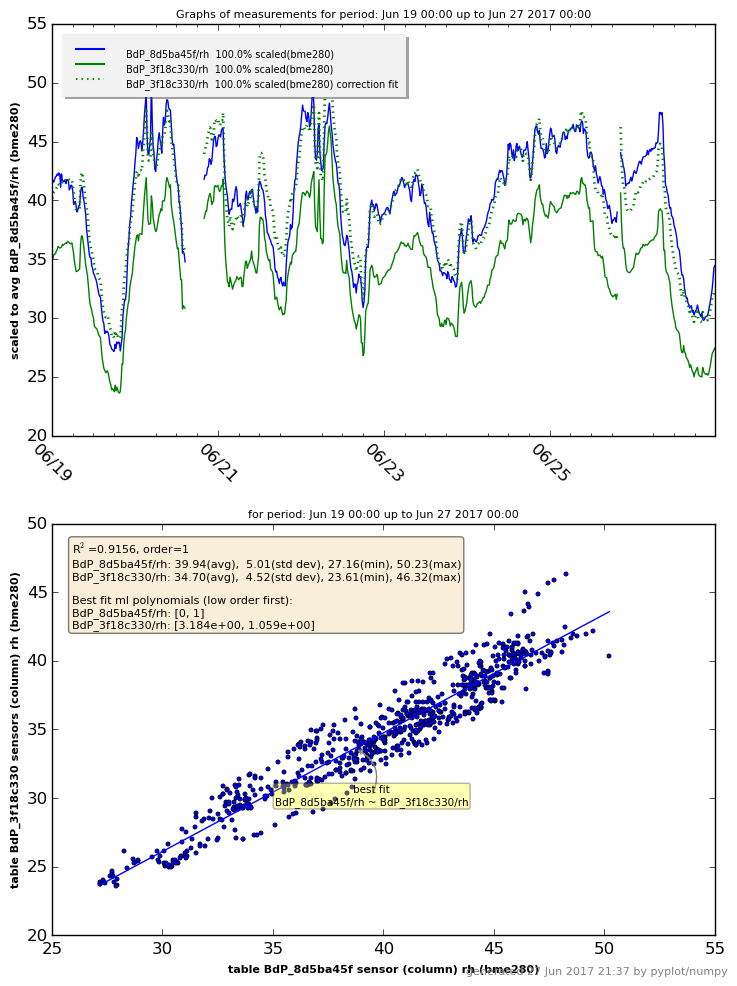 Graphs of measurements for period: Jun 19 00:00 up to Jun 27 2017 00:00
55
50
45
40
35
30
25
20
scaled to avg BdP_8d5ba45f/rh (bme280)
BdP_8d5ba45f/rh 100.0% scaled(bme280)
BdP_3f18c330/rh 100.0% scaled(bme280)
BdP_3f18c330/rh 100.0% scaled(bme280) correction fit
06/19
06/21
06/23
06/25
for period: Jun 19 00:00 up to Jun 27 2017 00:00
50
45
40
35
30
25
20
table BdP_3f18c330 sensors (column) rh (bme280)
R² =0.9156, order=1
BdP_8d5ba45f/rh: 39.94(avg), 5.01(std dev), 27.16(min), 50.23(max)
BdP_3f18c330/rh: 34.70(avg), 4.52(std dev), 23.61(min), 46.32(max)
Best fit ml polynomials (low order first):
BdP_8d5ba45f/rh: [0, 1]
BdP_3f18c330/rh: [3.184e+00, 1.059e+00]
best fit
BdP_8d5ba45f/rh ~ BdP_3f18c330/rh
25
30
35
40
45
50
55
table BdP_8d5ba45f sensor (column) rh (bme280)
generated 27 Jun 2017 21:37 by pyplot/numpy